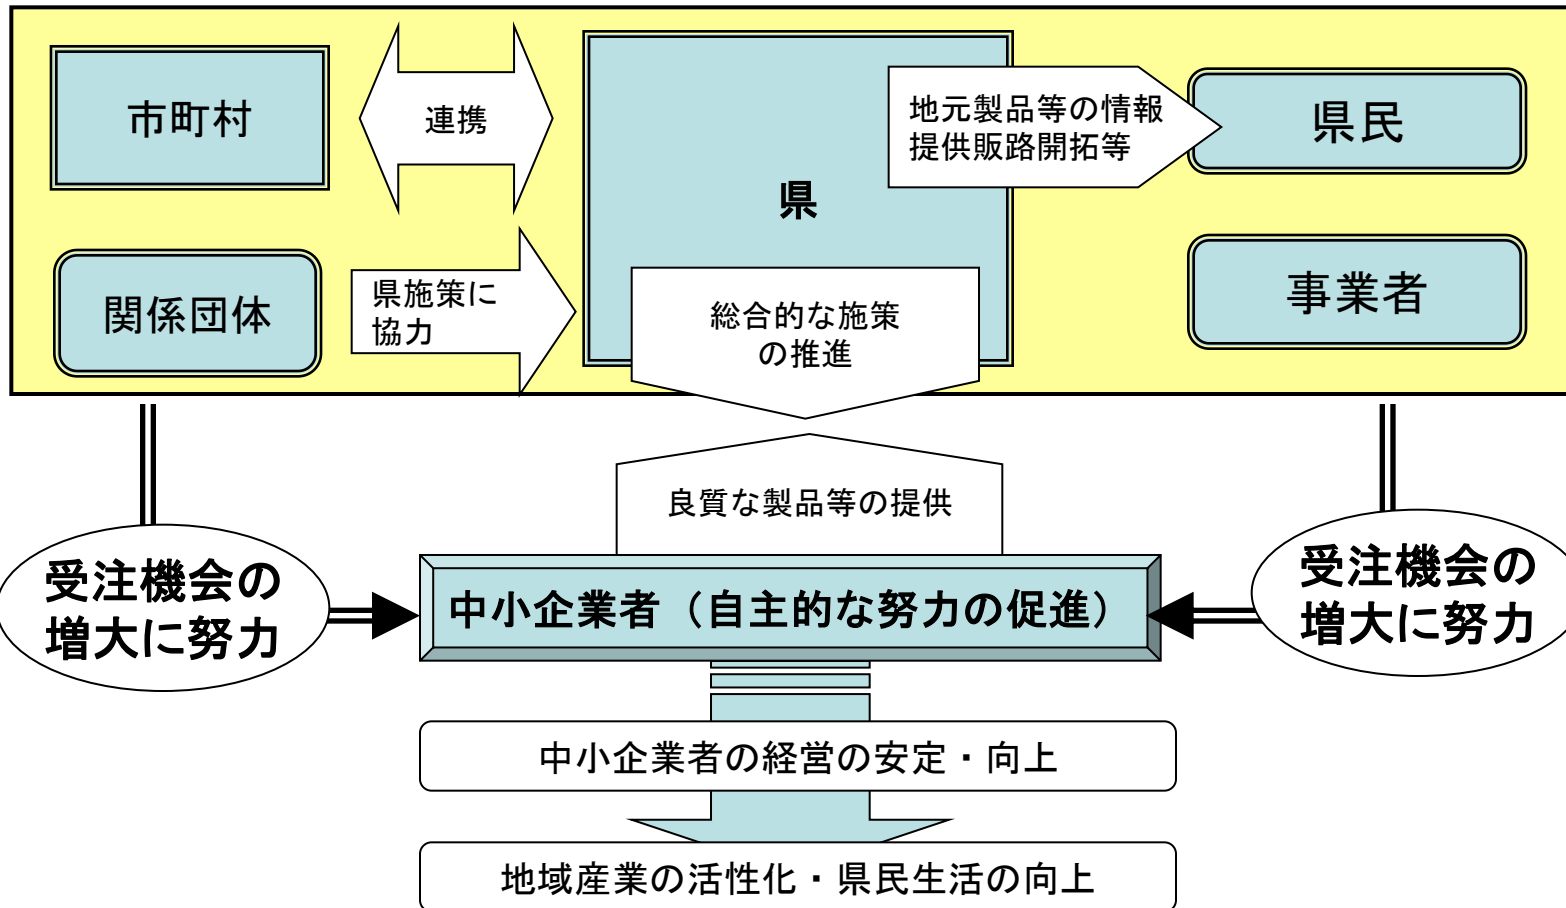 市町村
連携
県
地元製品等の情報
提供販路開拓等
県民
関係団体
県施策に
協力
総合的な施策
の推進
事業者
良質な製品等の提供
受注機会の
増大に努力
中小企業者（自主的な努力の促進）
受注機会の
増大に努力
中小企業者の経営の安定・向上
地域産業の活性化・県民生活の向上